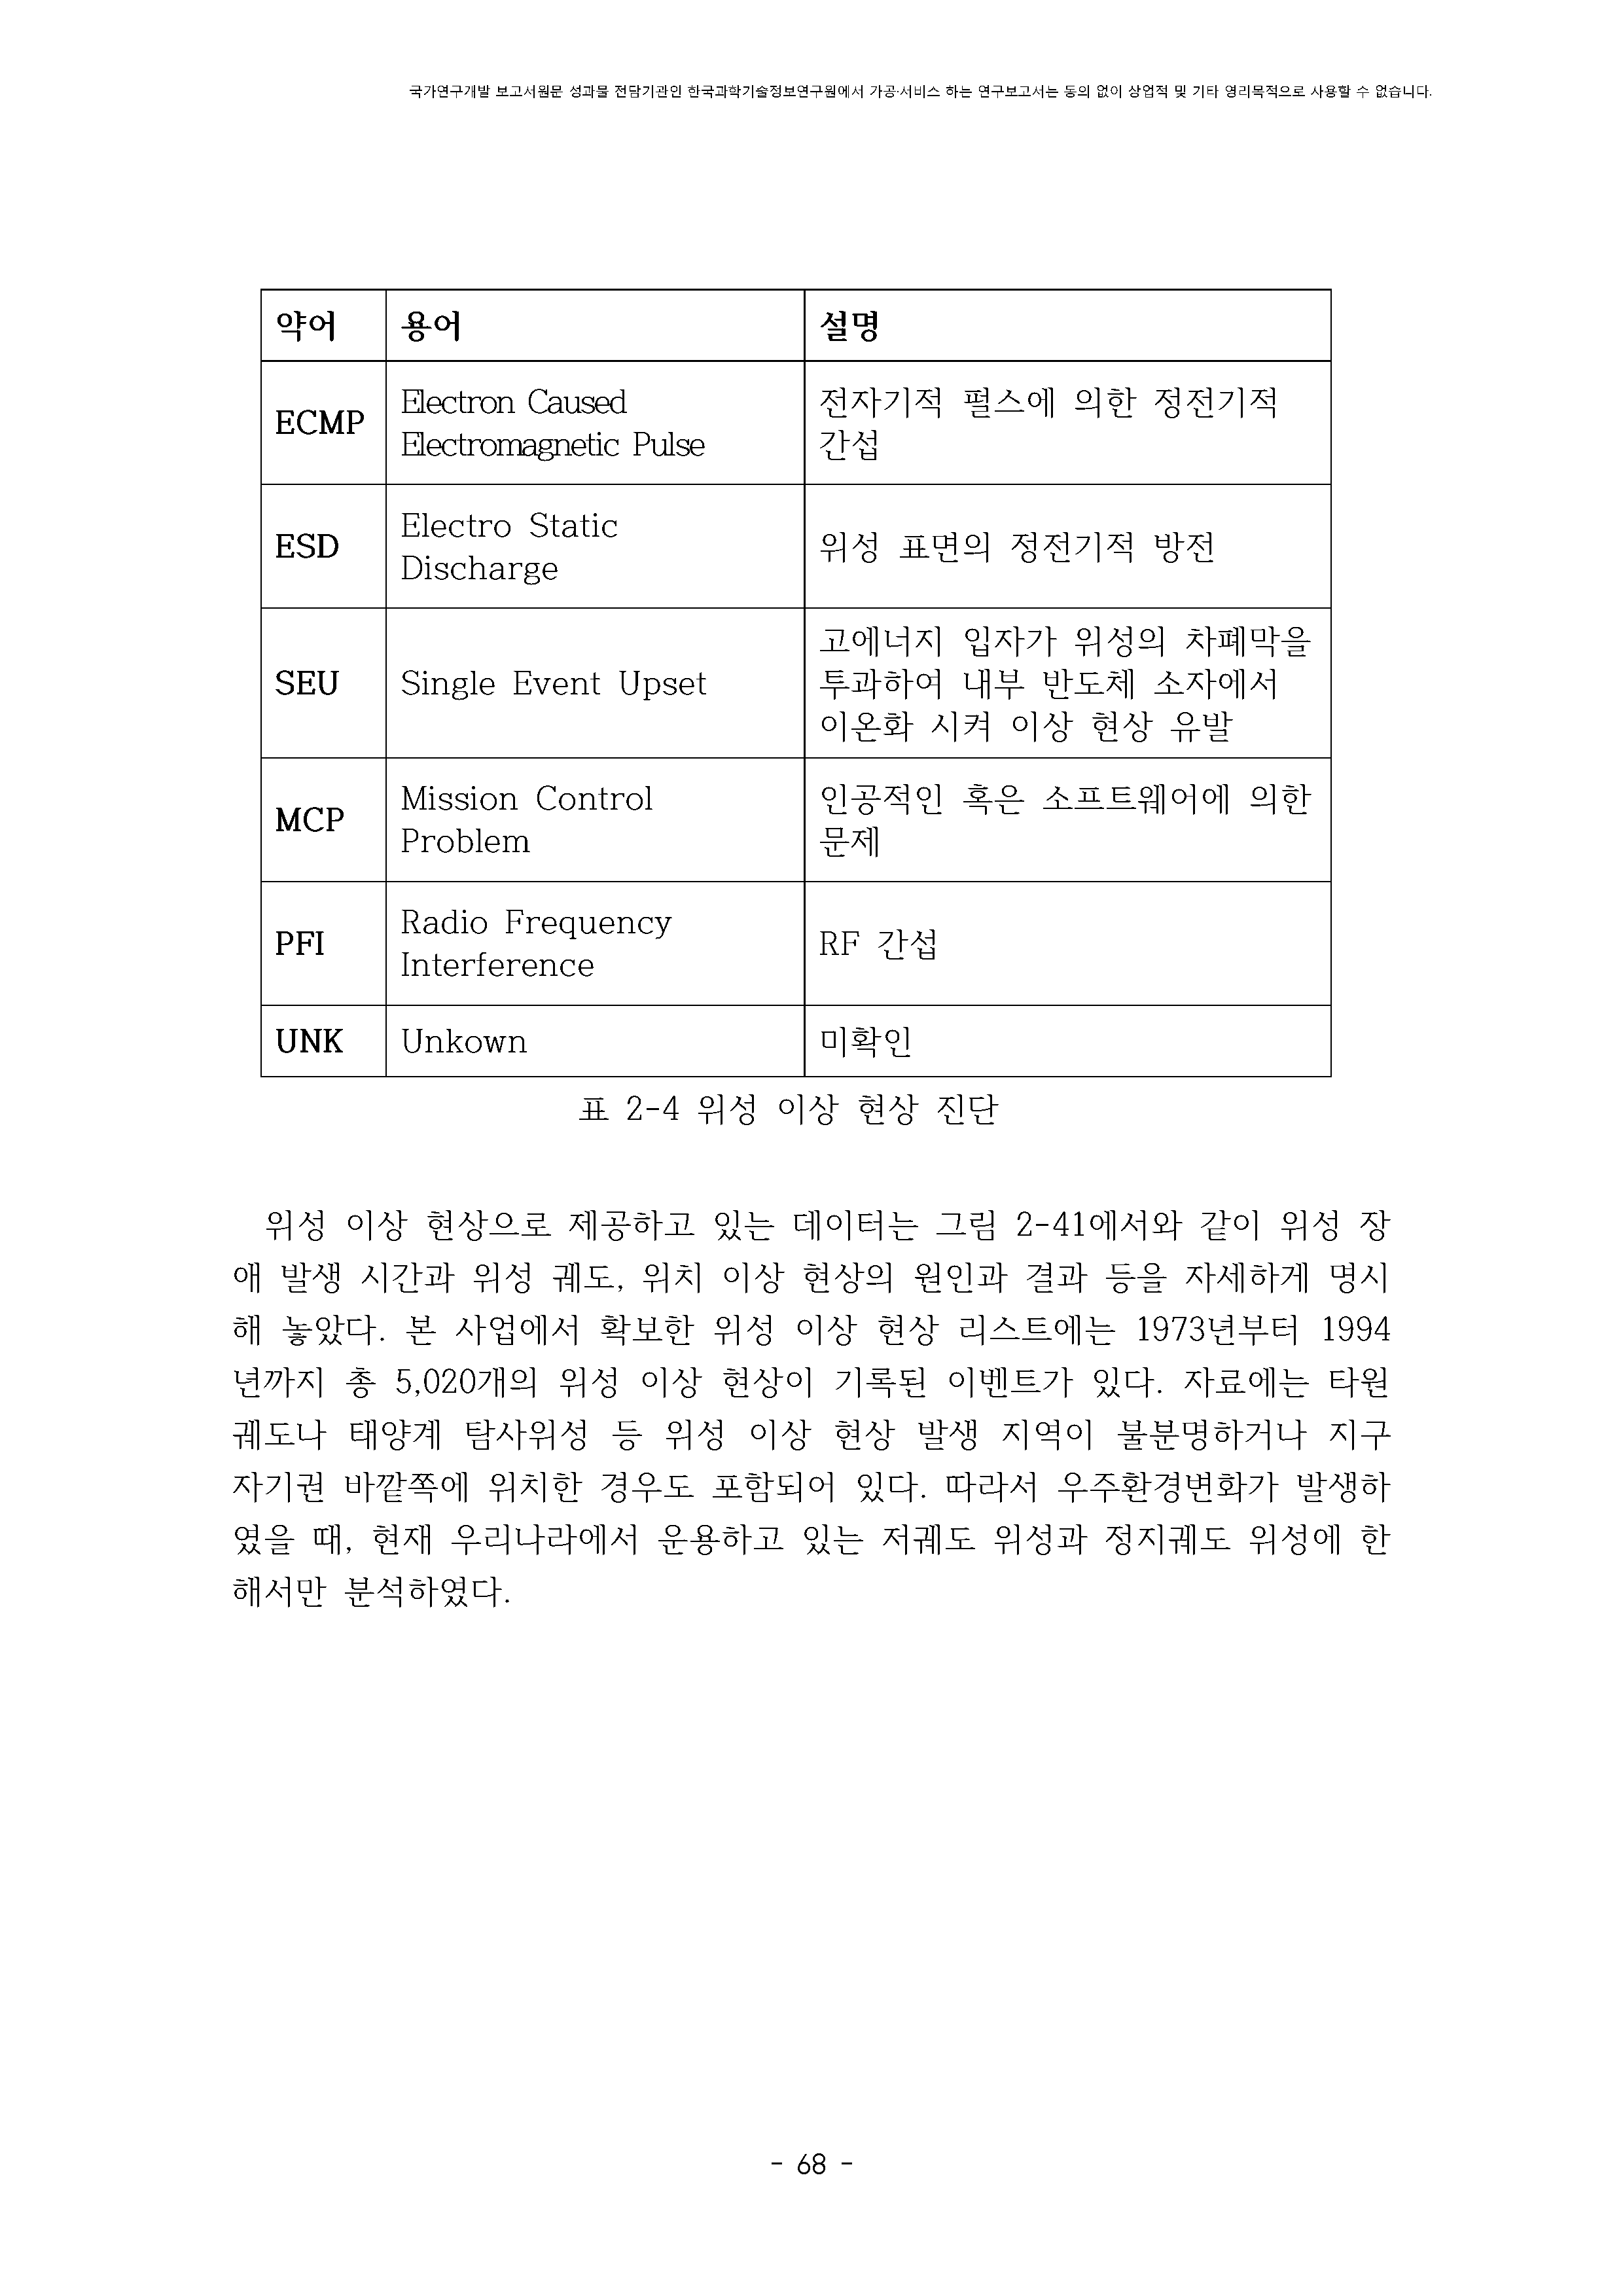 국가연구개발 보고서원문 성과물 전담기관인 한국과학기술정보연구원에서 가공·서비스 하는 연구보고서는 동의 없이 상업적 및 기타 영리목적으로 사용할 수 없습니다.
약어 용어 설명
ECMP Electron Caused Electromagnetic Pulse 전자기적 펄스에 의한 정전기적 간섭
ESD Electro Static Discharge 위성 표면의 정전기적 방전
SEU Single Event Upset 고에너지 입자가 위성의 차폐막을 투과하여 내부 반도체 소자에서 이온화 시켜 이상 현상 유발
MCP Mission Control Problem 인공적인 혹은 소프트웨어에 의한 문제
PFI Radio Frequency Interference RF 간섭
UNK Unkown 미확인
표 2-4 위성 이상 현상 진단
위성 이상 현상으로 제공하고 있는 데이터는 그림 2-41에서와 같이 위성 장
애 발생 시간과 위성 궤도, 위치 이상 현상의 원인과 결과 등을 자세하게 명시
해 놓았다. 본 사업에서 확보한 위성 이상 현상 리스트에는 1973년부터 1994
년까지 총 5,020개의 위성 이상 현상이 기록된 이벤트가 있다. 자료에는 타원
궤도나 태양계 탐사위성 등 위성 이상 현상 발생 지역이 불분명하거나 지구
자기권 바깥쪽에 위치한 경우도 포함되어 있다. 따라서 우주환경변화가 발생하
였을 때, 현재 우리나라에서 운용하고 있는 저궤도 위성과 정지궤도 위성에 한
해서만 분석하였다.
- 68 -